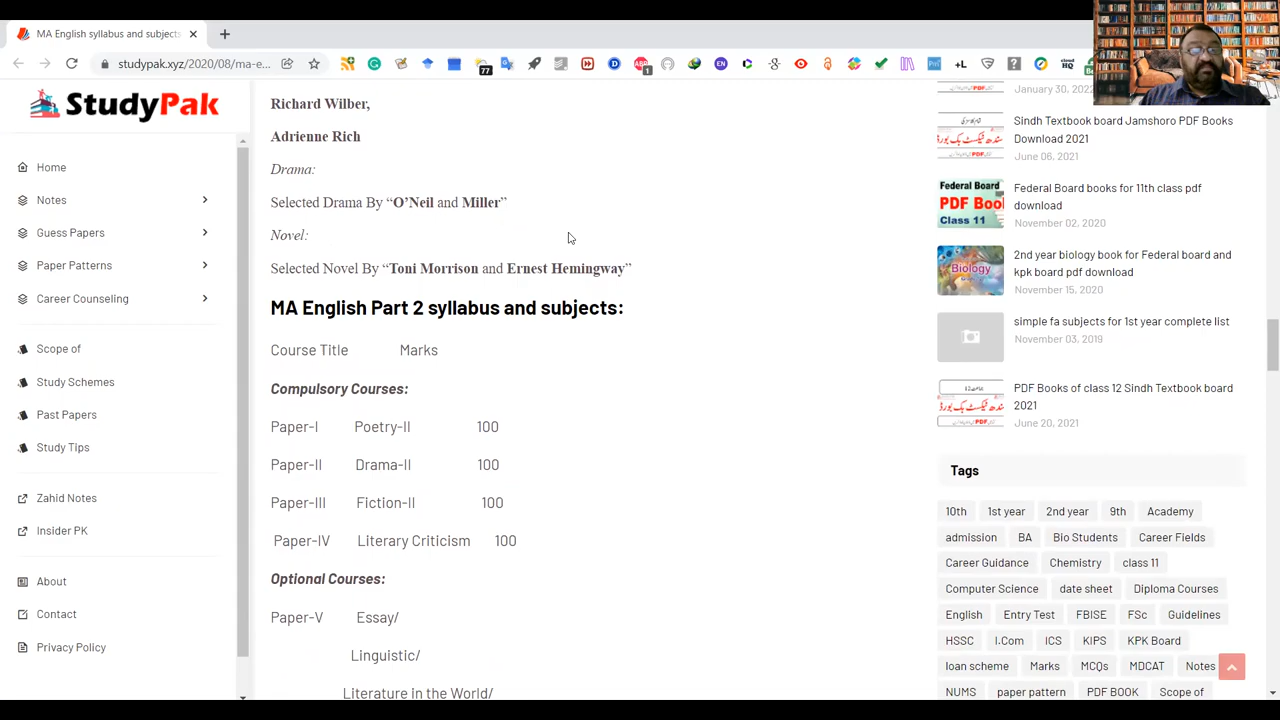 MA English syllabus and subjects
studypak.xyz/2020/08/ma-e...
StudyPak
Home
Notes
Guess Papers
Paper Patterns
Career Counseling
Scope of
Study Schemes
Past Papers
Study Tips
Zahid Notes
Insider PK
About
Contact
Privacy Policy
Richard Wilber,
Adrienne Rich
Drama:
Selected Drama By “O’Neil and Miller”
Novel:
Selected Novel By “Toni Morrison and Ernest Hemingway”
MA English Part 2 syllabus and subjects:
Course Title Marks
Compulsory Courses:
Paper-I Poetry-II 100
Paper-II Drama-II 100
Paper-III Fiction-II 100
Paper-IV Literary Criticism 100
Optional Courses:
Paper-V Essay/
Linguistic/
Literature in the World/
January 30, 2022
Sindh Textbook board Jamshoro PDF Books
Download 2021
June 06, 2021
Federal Board
PDF Boo
Class 11
Federal Board books for 11th class pdf
download
November 02, 2020
Biology
2nd year biology book for Federal board and
kpk board pdf download
November 15, 2020
simple fa subjects for 1st year complete list
November 03, 2019
PDF Books of class 12 Sindh Textbook board
2021
June 20, 2021
Tags
10th 1st year 2nd year 9th Academy
admission BA Bio Students Career Fields
Career Guidance Chemistry class 11
Computer Science date sheet Diploma Courses
English Entry Test FBISE FSc Guidelines
HSSC I.Com ICS KIPS KPK Board
loan scheme Marks MCQs MDCAT Notes
NUMS paper pattern PDF BOOK Scope of